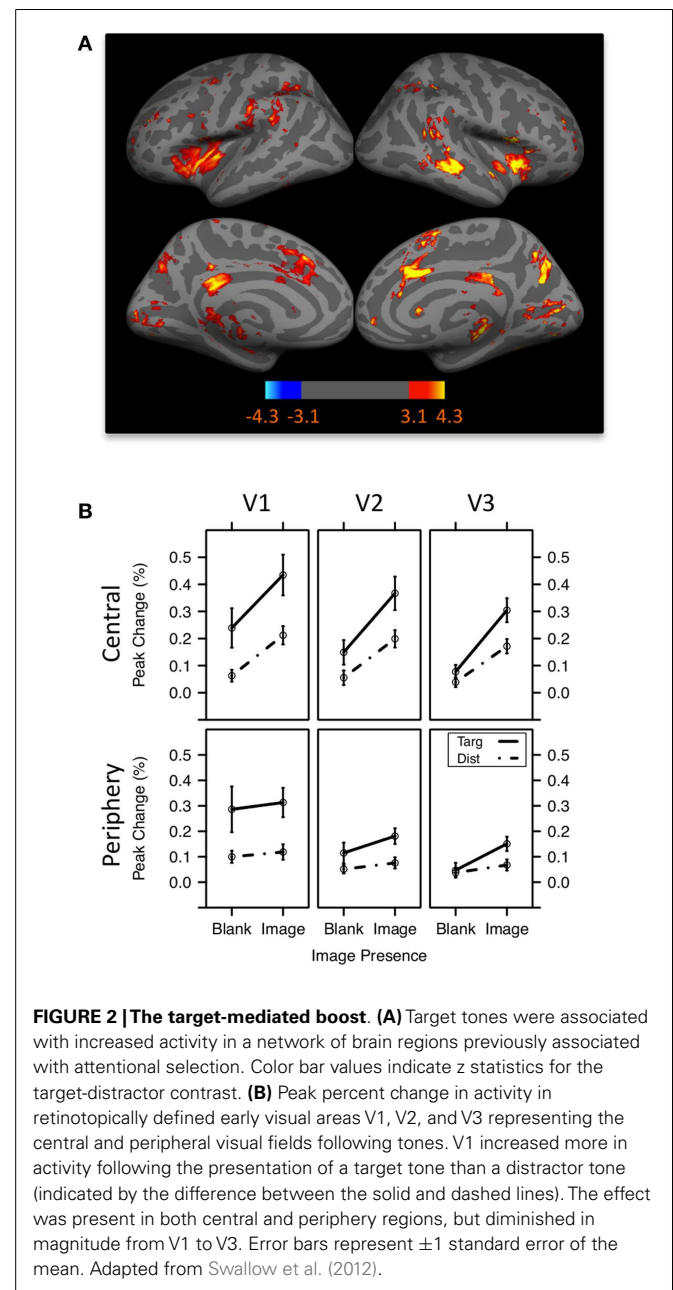 A
-4.3 -3.1 3.1 4.3
B
V1 V2 V3
Central
Peak Change (%)
0.5 0.5
0.4 0.4
0.3 0.3
0.2 0.2
0.1 0.1
0.0 0.0
Periphery
Peak Change (%)
Targ
Dist
0.5 0.5
0.4 0.4
0.3 0.3
0.2 0.2
0.1 0.1
0.0 0.0
Blank Image Blank Image Blank Image
Image Presence
FIGURE 2 | The target-mediated boost. (A) Target tones were associated
with increased activity in a network of brain regions previously associated
with attentional selection. Color bar values indicate z statistics for the
target-distractor contrast. (B) Peak percent change in activity in
retinotopically defined early visual areas V1, V2, and V3 representing the
central and peripheral visual fields following tones. V1 increased more in
activity following the presentation of a target tone than a distractor tone
(indicated by the difference between the solid and dashed lines). The effect
was present in both central and periphery regions, but diminished in
magnitude from V1 to V3. Error bars represent ±1 standard error of the
mean. Adapted from Swallow et al. (2012).